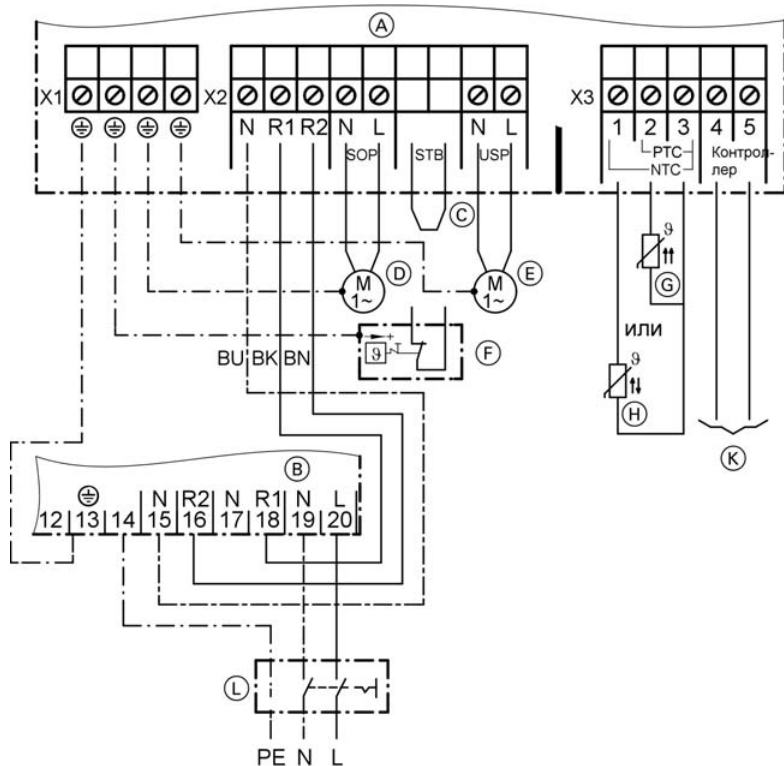 A
X1
X2
X3
N R1 R2 N L N L
1 2 3 4 5
SOP STB USP
PTC
NTC
Контрол-
лер
C
M
1~
D
M
1~
E
ϑ
G
BU BK BN
ϑ
F
или
ϑ
H
K
B
N R2 N R1 N L
12 13 14 15 16 17 18 19 20
L
PE N L